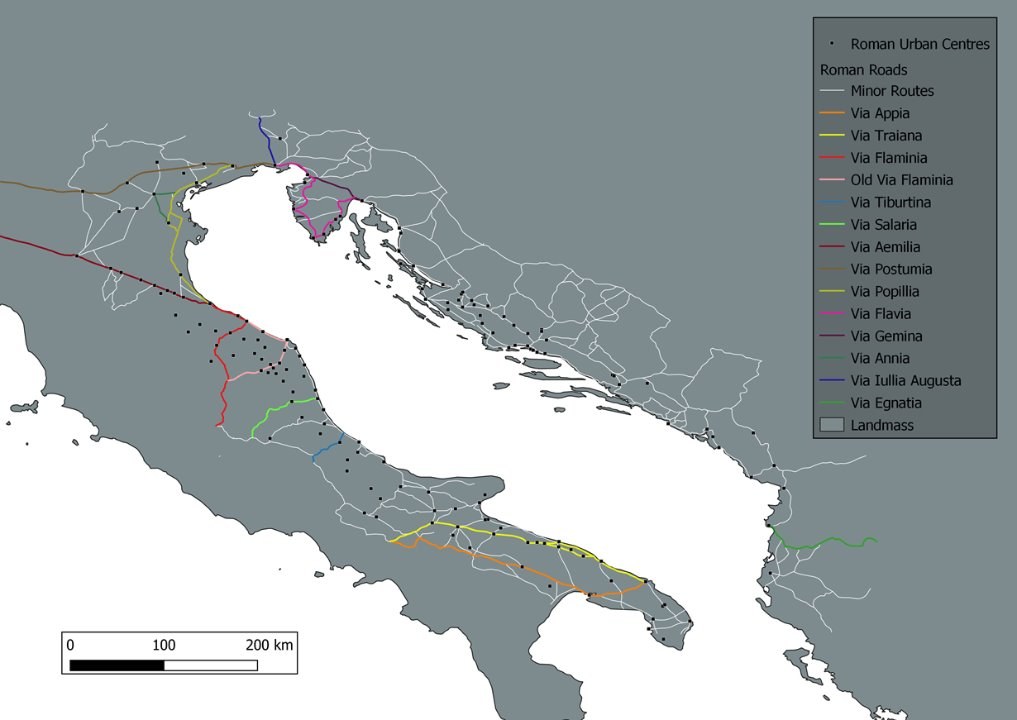 Roman Urban Centres
Roman Roads
Minor Routes
Via Appia
Via Traiana
Via Flaminia
Old Via Flaminia
Via Tiburtina
Via Salaria
Via Aemilia
Via Postumia
Via Popillia
Via Flavia
Via Gemina
Via Annia
Via Iullia Augusta
Via Egnatia
Landmass
0 100 200 km